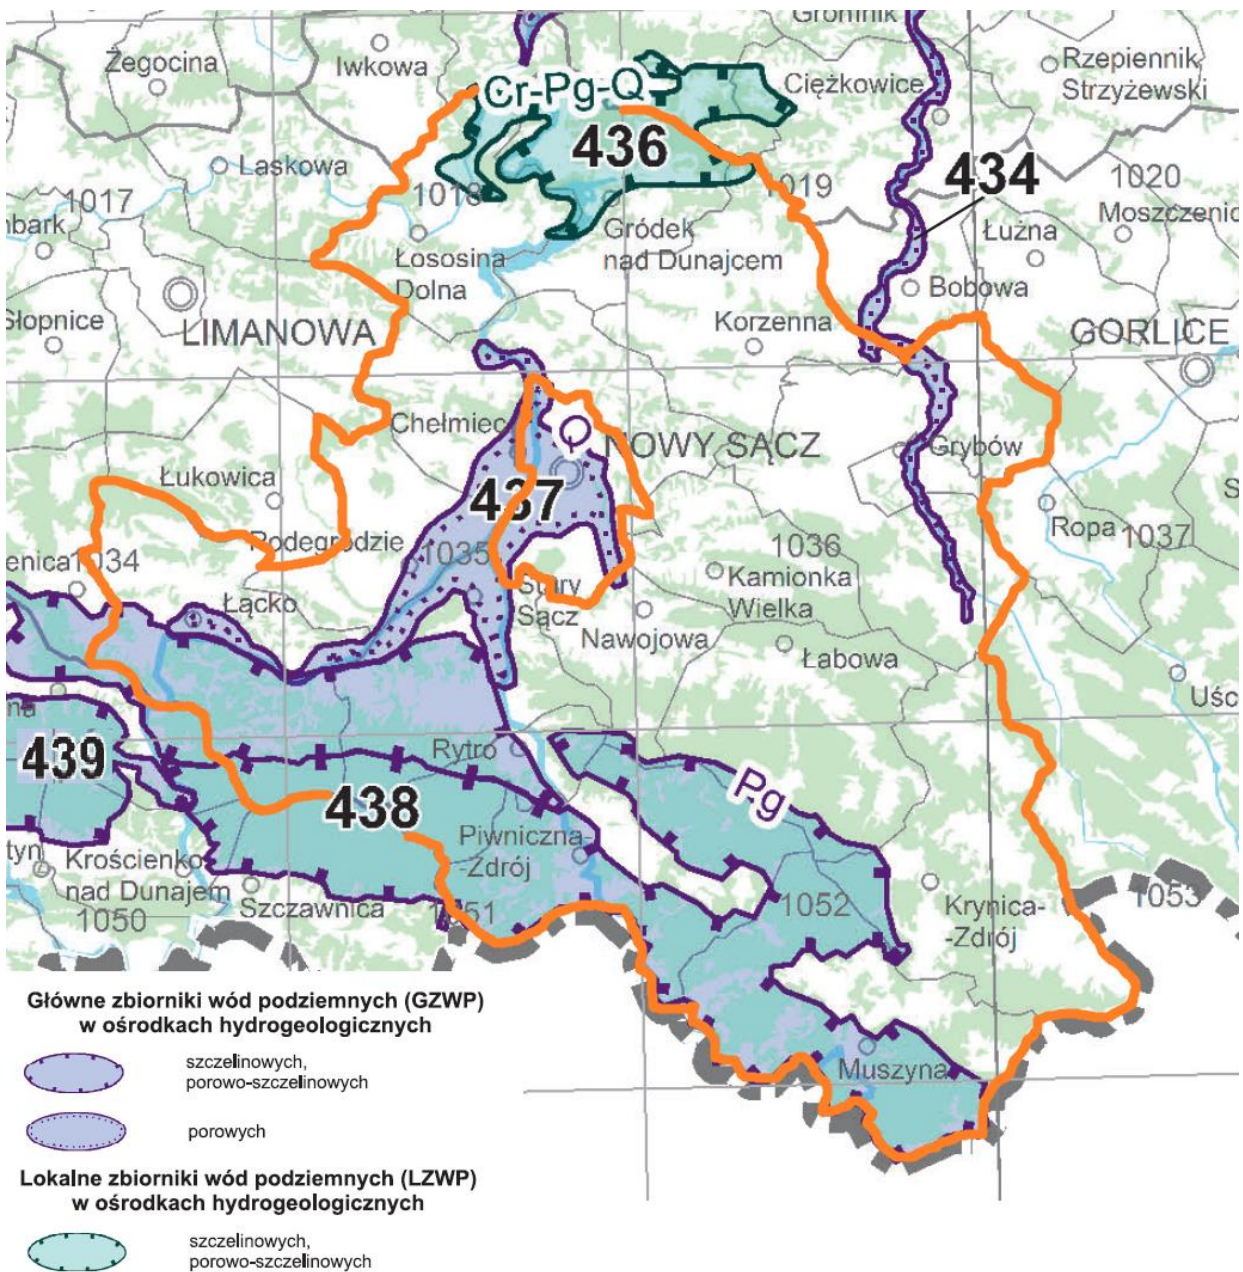 Gromnik
Żegocina
Iwkowa
Rzepiennik
Strzyżewski
Cr-Pg-Q
Ciężkowice
436
434
Laskowa
1017
1018
1019
1020
mbark
Moszczenic
Łużna
Gródek
nad Dunajcem
Łososina
Dolna
Bobowa
Słopnice
LIMANOWA
Korzenna
GORLICE
Chełmiec
Q
NOWY SĄCZ
Grybów
Łukowica
437
S
Ropa
1037
Podegrodzie
1035
1036
enica
1034
Kamionka
Wielka
Stary
Sącz
Łącko
Nawojowa
Łabowa
Uśc
na
439
Rytro
Pg
438
Piwniczna-
-Zdrój
tyn
Krościenko
nad Dunajem
1050
Szczawnica
1051
1052
1053
Krynica-
-Zdrój
Muszyna
Główne zbiorniki wód podziemnych (GZWP)
w ośrodkach hydrogeologicznych
szczelinowych,
porowo-szczelinowych
porowych
Lokalne zbiorniki wód podziemnych (LZWP)
w ośrodkach hydrogeologicznych
szczelinowych,
porowo-szczelinowych